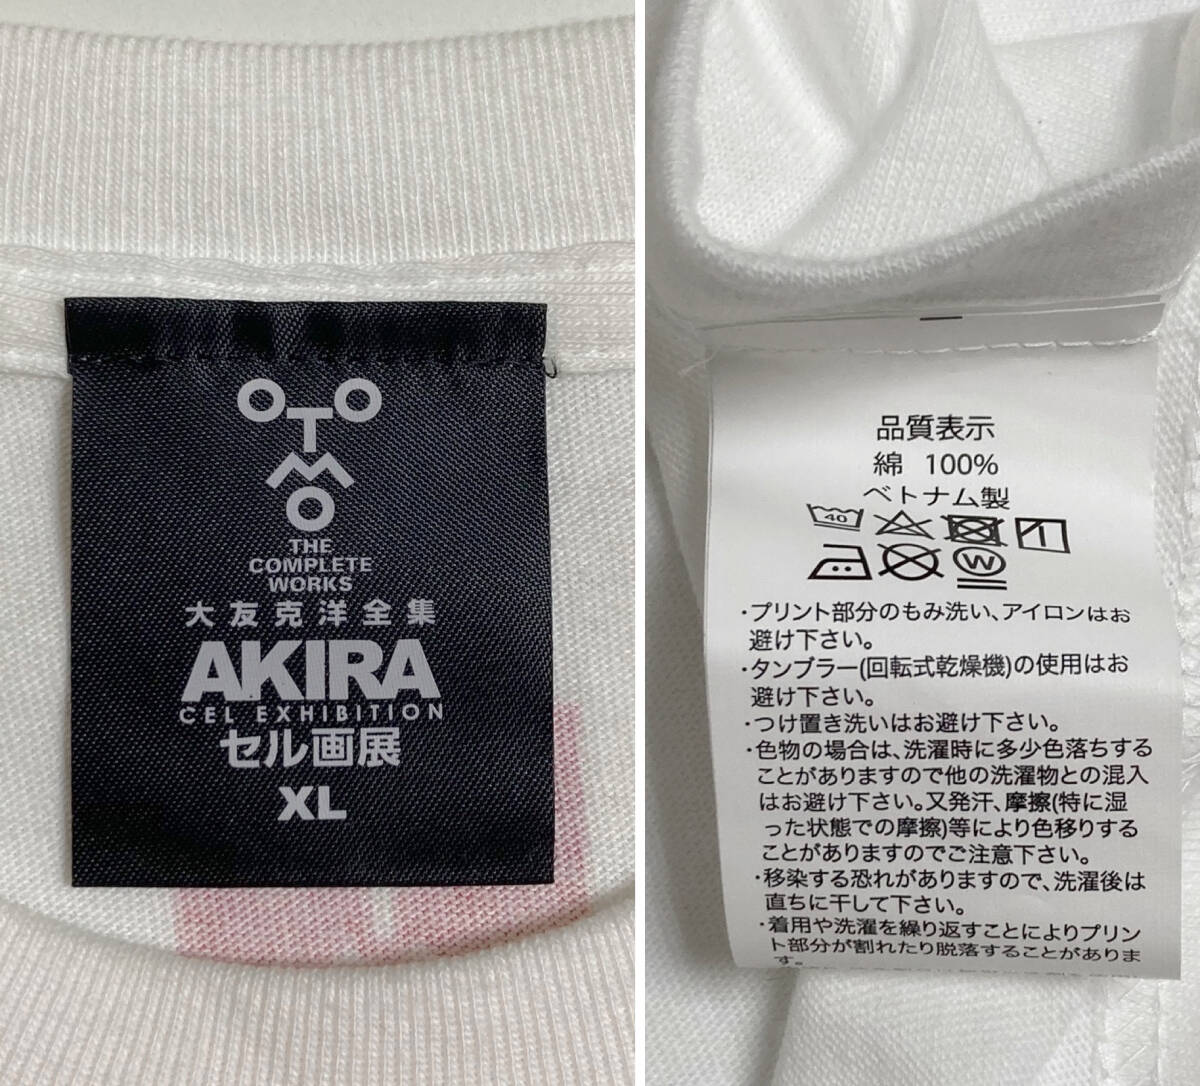 OTOMO
THE
COMPLETE
WORKS
大友克洋全集
AKIRA
CEL EXHIBITION
セル画展
XL
品質表示
綿 100%
ベトナム製
40
W
・プリント部分のもみ洗い、アイロンはお
避け下さい。
・タンブラー(回転式乾燥機)の使用はお
避け下さい。
・つけ置き洗いはお避け下さい。
・色物の場合は、洗濯時に多少色落ちする
ことがありますので他の洗濯物との混入
はお避け下さい。又発汗、摩擦(特に湿
った状態での摩擦)等により色移りする
ことがありますのでご注意下さい。
・移染する恐れがありますので、洗濯後は
直ちに干して下さい。
・着用や洗濯を繰り返すことによりプリン
ト部分が割れたり脱落することがありま
す。